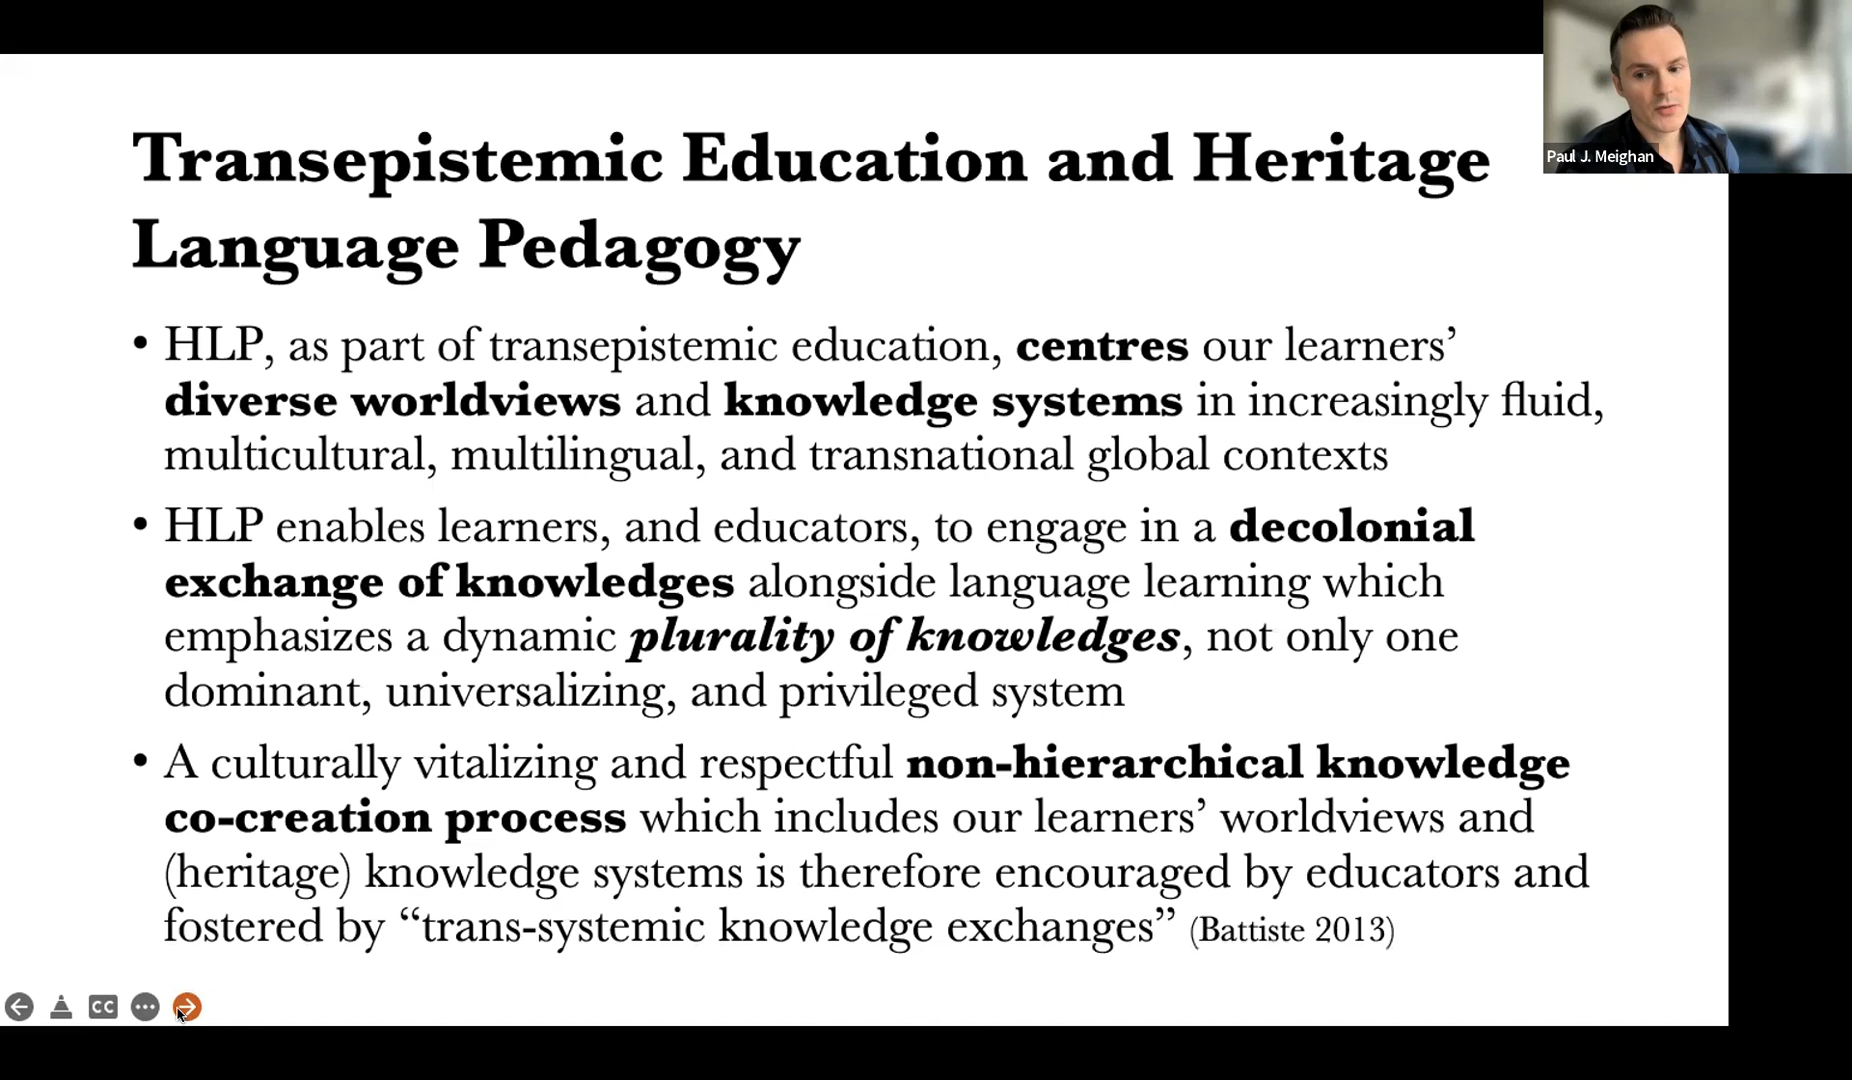 Transepistemic Education and Heritage
Language Pedagogy
Paul J. Meighan
• HLP, as part of transepistemic education, centres our learners’
diverse worldviews and knowledge systems in increasingly fluid,
multicultural, multilingual, and transnational global contexts
• HLP enables learners, and educators, to engage in a decolonial
exchange of knowledges alongside language learning which
emphasizes a dynamic plurality of knowledges, not only one
dominant, universalizing, and privileged system
• A culturally vitalizing and respectful non-hierarchical knowledge
co-creation process which includes our learners’ worldviews and
(heritage) knowledge systems is therefore encouraged by educators and
fostered by “trans-systemic knowledge exchanges” (Battiste 2013)
CC